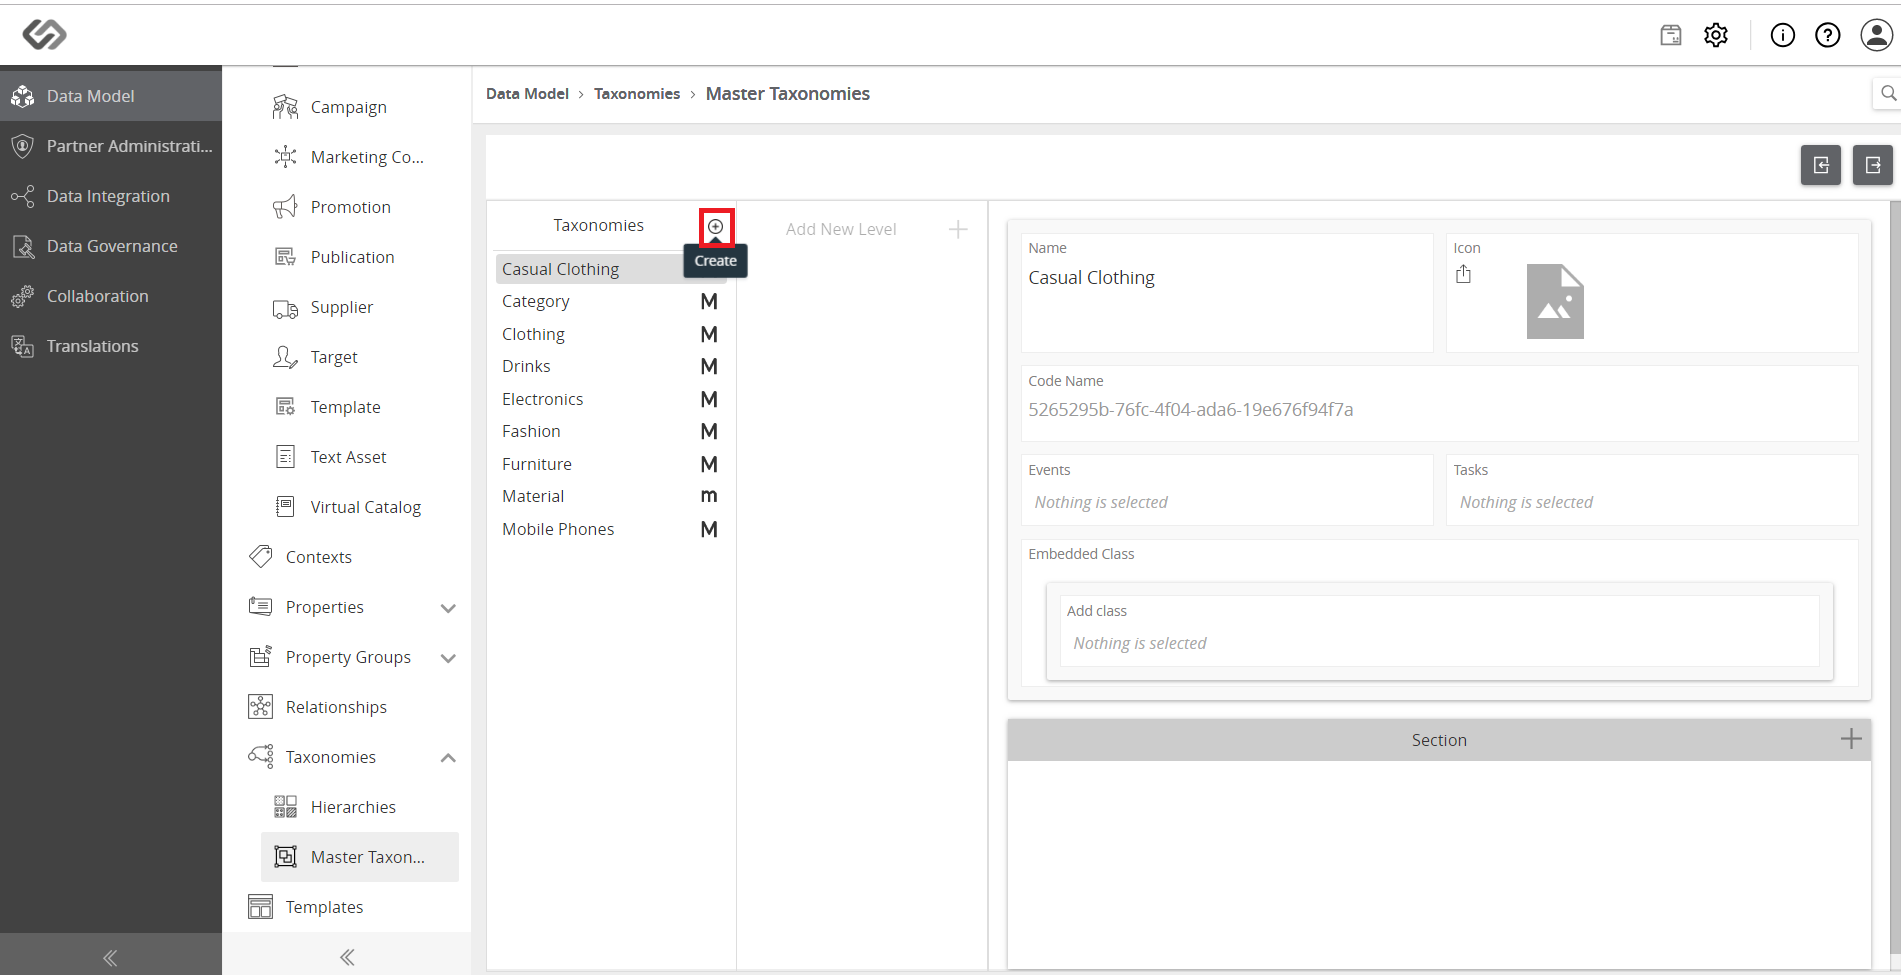 Data Model
Partner Administrati...
Data Integration
Data Governance
Collaboration
Translations
Campaign
Marketing Co...
Promotion
Publication
Supplier
Target
Template
Text Asset
Virtual Catalog
Contexts
Properties
Property Groups
Relationships
Taxonomies
Hierarchies
Master Taxon...
Templates
Data Model > Taxonomies > Master Taxonomies
Taxonomies
Create
Casual Clothing
Category M
Clothing M
Drinks M
Electronics M
Fashion M
Furniture M
Material m
Mobile Phones M
Add New Level
Name
Casual Clothing
Icon
Code Name
5265295b-76fc-4f04-ada6-19e676f94f7a
Events
Nothing is selected
Tasks
Nothing is selected
Embedded Class
Add class
Nothing is selected
Section